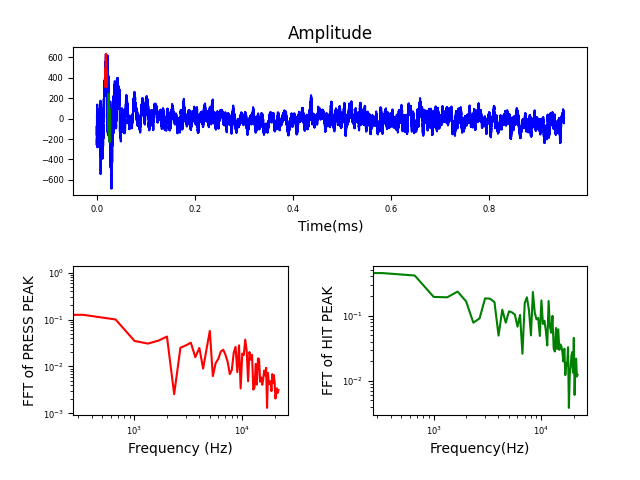 Amplitude
600
400
200
0
−200
−400
−600
0.0 0.2 0.4 0.6 0.8
Time(ms)
FFT of PRESS PEAK
10⁰
10⁻¹
10⁻²
10⁻³
10³ 10⁴
Frequency (Hz)
FFT of HIT PEAK
10⁻¹
10⁻²
10³ 10⁴
Frequency(Hz)